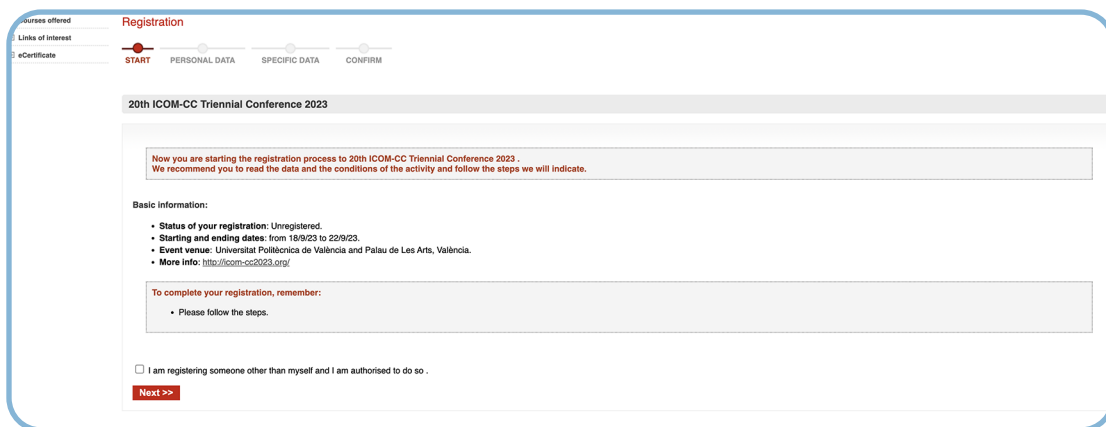 Courses offered
Links of interest
eCertificate
Registration
START PERSONAL DATA SPECIFIC DATA CONFIRM
20th ICOM-CC Triennial Conference 2023
Now you are starting the registration process to 20th ICOM-CC Triennial Conference 2023 .
We recommend you to read the data and the conditions of the activity and follow the steps we will indicate.
Basic information:
• Status of your registration: Unregistered.
• Starting and ending dates: from 18/9/23 to 22/9/23.
• Event venue: Universitat Politècnica de València and Palau de Les Arts, València.
• More info: http://icom-cc2023.org/
To complete your registration, remember:
• Please follow the steps.
I am registering someone other than myself and I am authorised to do so .
Next >>